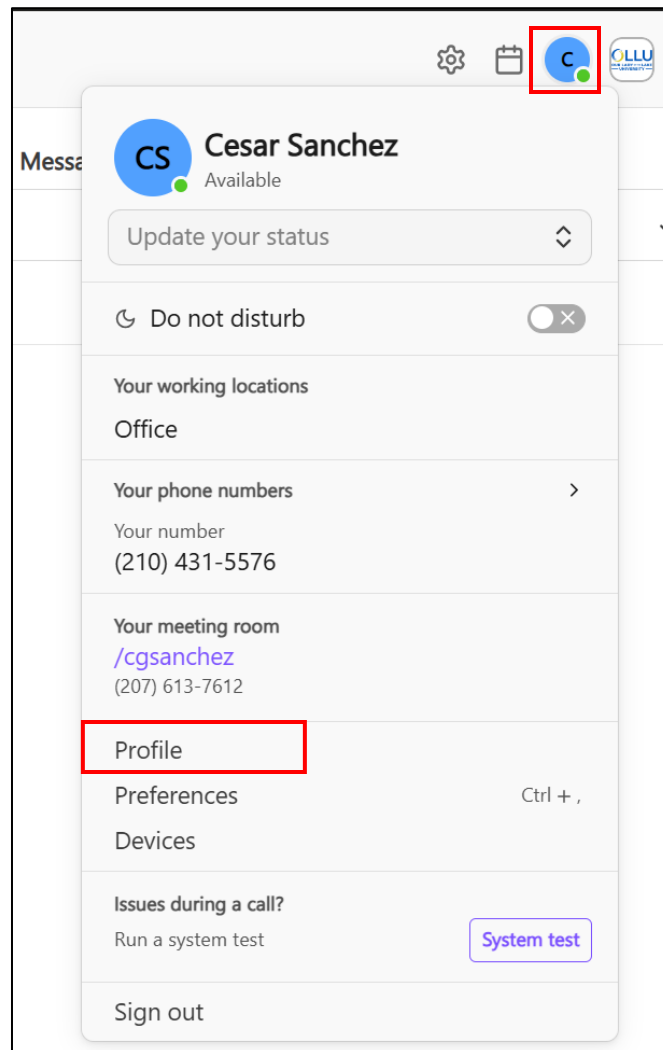 C
OLLU
Messa
CS
Cesar Sanchez
Available
Update your status
Do not disturb
Your working locations
Office
Your phone numbers
Your number
(210) 431-5576
Your meeting room
/cgsanchez
(207) 613-7612
Profile
Preferences
Ctrl + ,
Devices
Issues during a call?
Run a system test
System test
Sign out